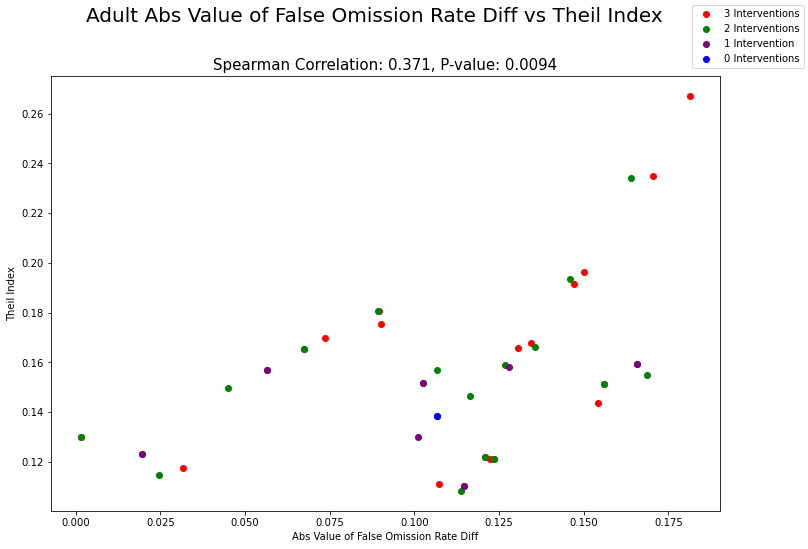 Adult Abs Value of False Omission Rate Diff vs Theil Index
3 Interventions
2 Interventions
1 Intervention
0 Interventions
Spearman Correlation: 0.371, P-value: 0.0094
0.26
0.24
0.22
0.20
0.18
0.16
0.14
0.12
Theil Index
0.000 0.025 0.050 0.075 0.100 0.125 0.150 0.175
Abs Value of False Omission Rate Diff